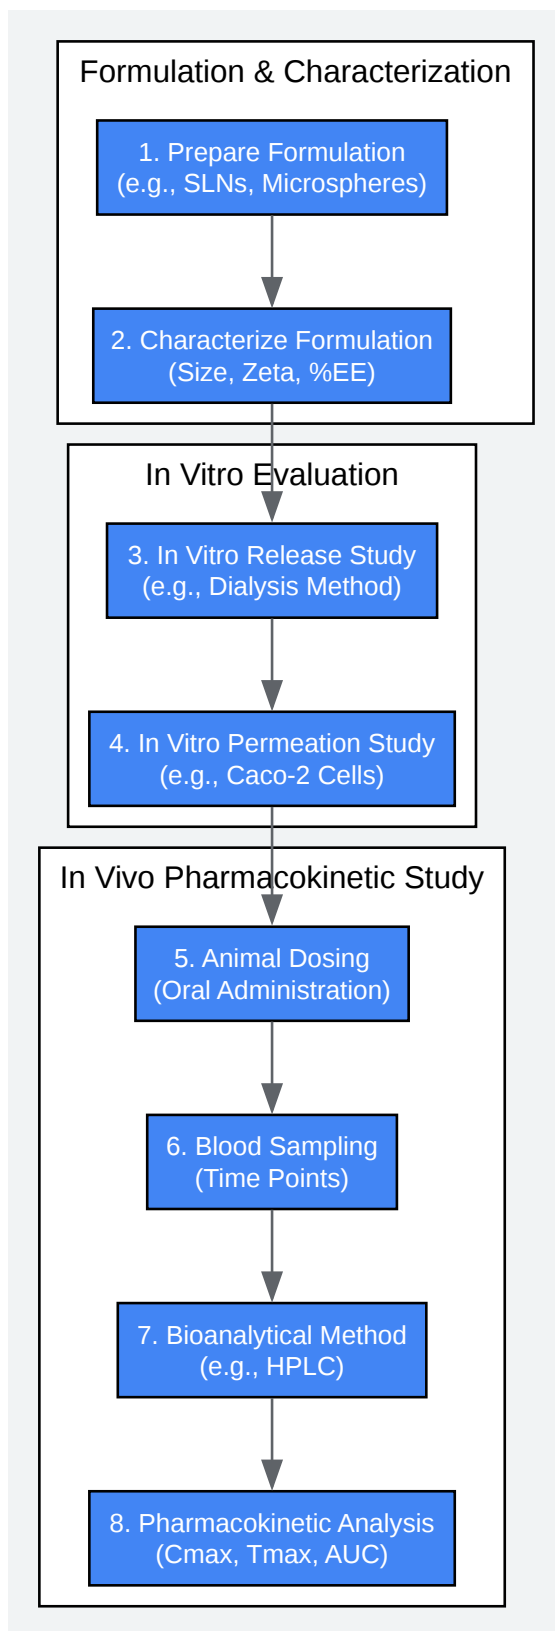 Formulation & Characterization
1. Prepare Formulation
(e.g., SLNs, Microspheres)
2. Characterize Formulation
(Size, Zeta, %EE)
In Vitro Evaluation
3. In Vitro Release Study
(e.g., Dialysis Method)
4. In Vitro Permeation Study
(e.g., Caco-2 Cells)
In Vivo Pharmacokinetic Study
5. Animal Dosing
(Oral Administration)
6. Blood Sampling
(Time Points)
7. Bioanalytical Method
(e.g., HPLC)
8. Pharmacokinetic Analysis
(Cmax, Tmax, AUC)